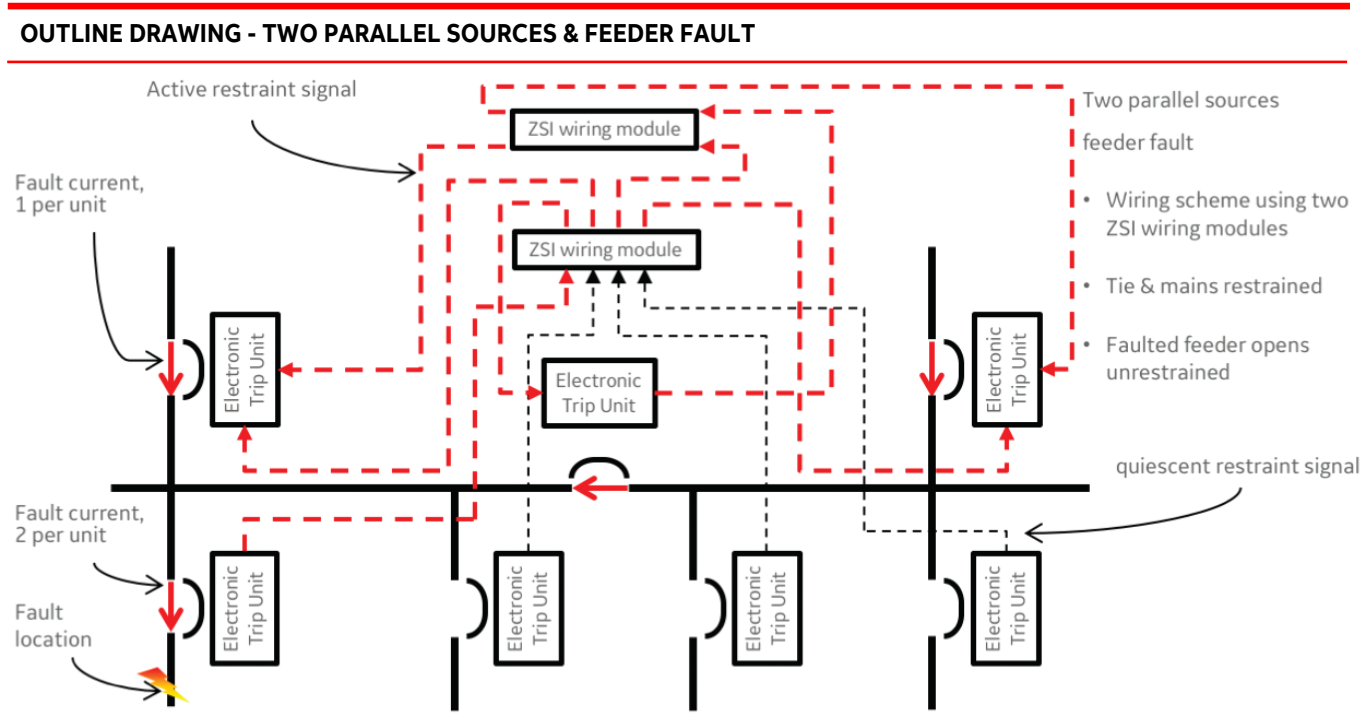 OUTLINE DRAWING - TWO PARALLEL SOURCES & FEEDER FAULT
Active restraint signal
ZSI wiring module
Two parallel sources
feeder fault
Fault current,
1 per unit
• Wiring scheme using two
ZSI wiring modules
ZSI wiring module
• Tie & mains restrained
Electronic
Trip Unit
Electronic
Trip Unit
Electronic
Trip Unit
• Faulted feeder opens
unrestrained
quiescent restraint signal
Fault current,
2 per unit
Electronic
Trip Unit
Electronic
Trip Unit
Electronic
Trip Unit
Electronic
Trip Unit
Fault
location